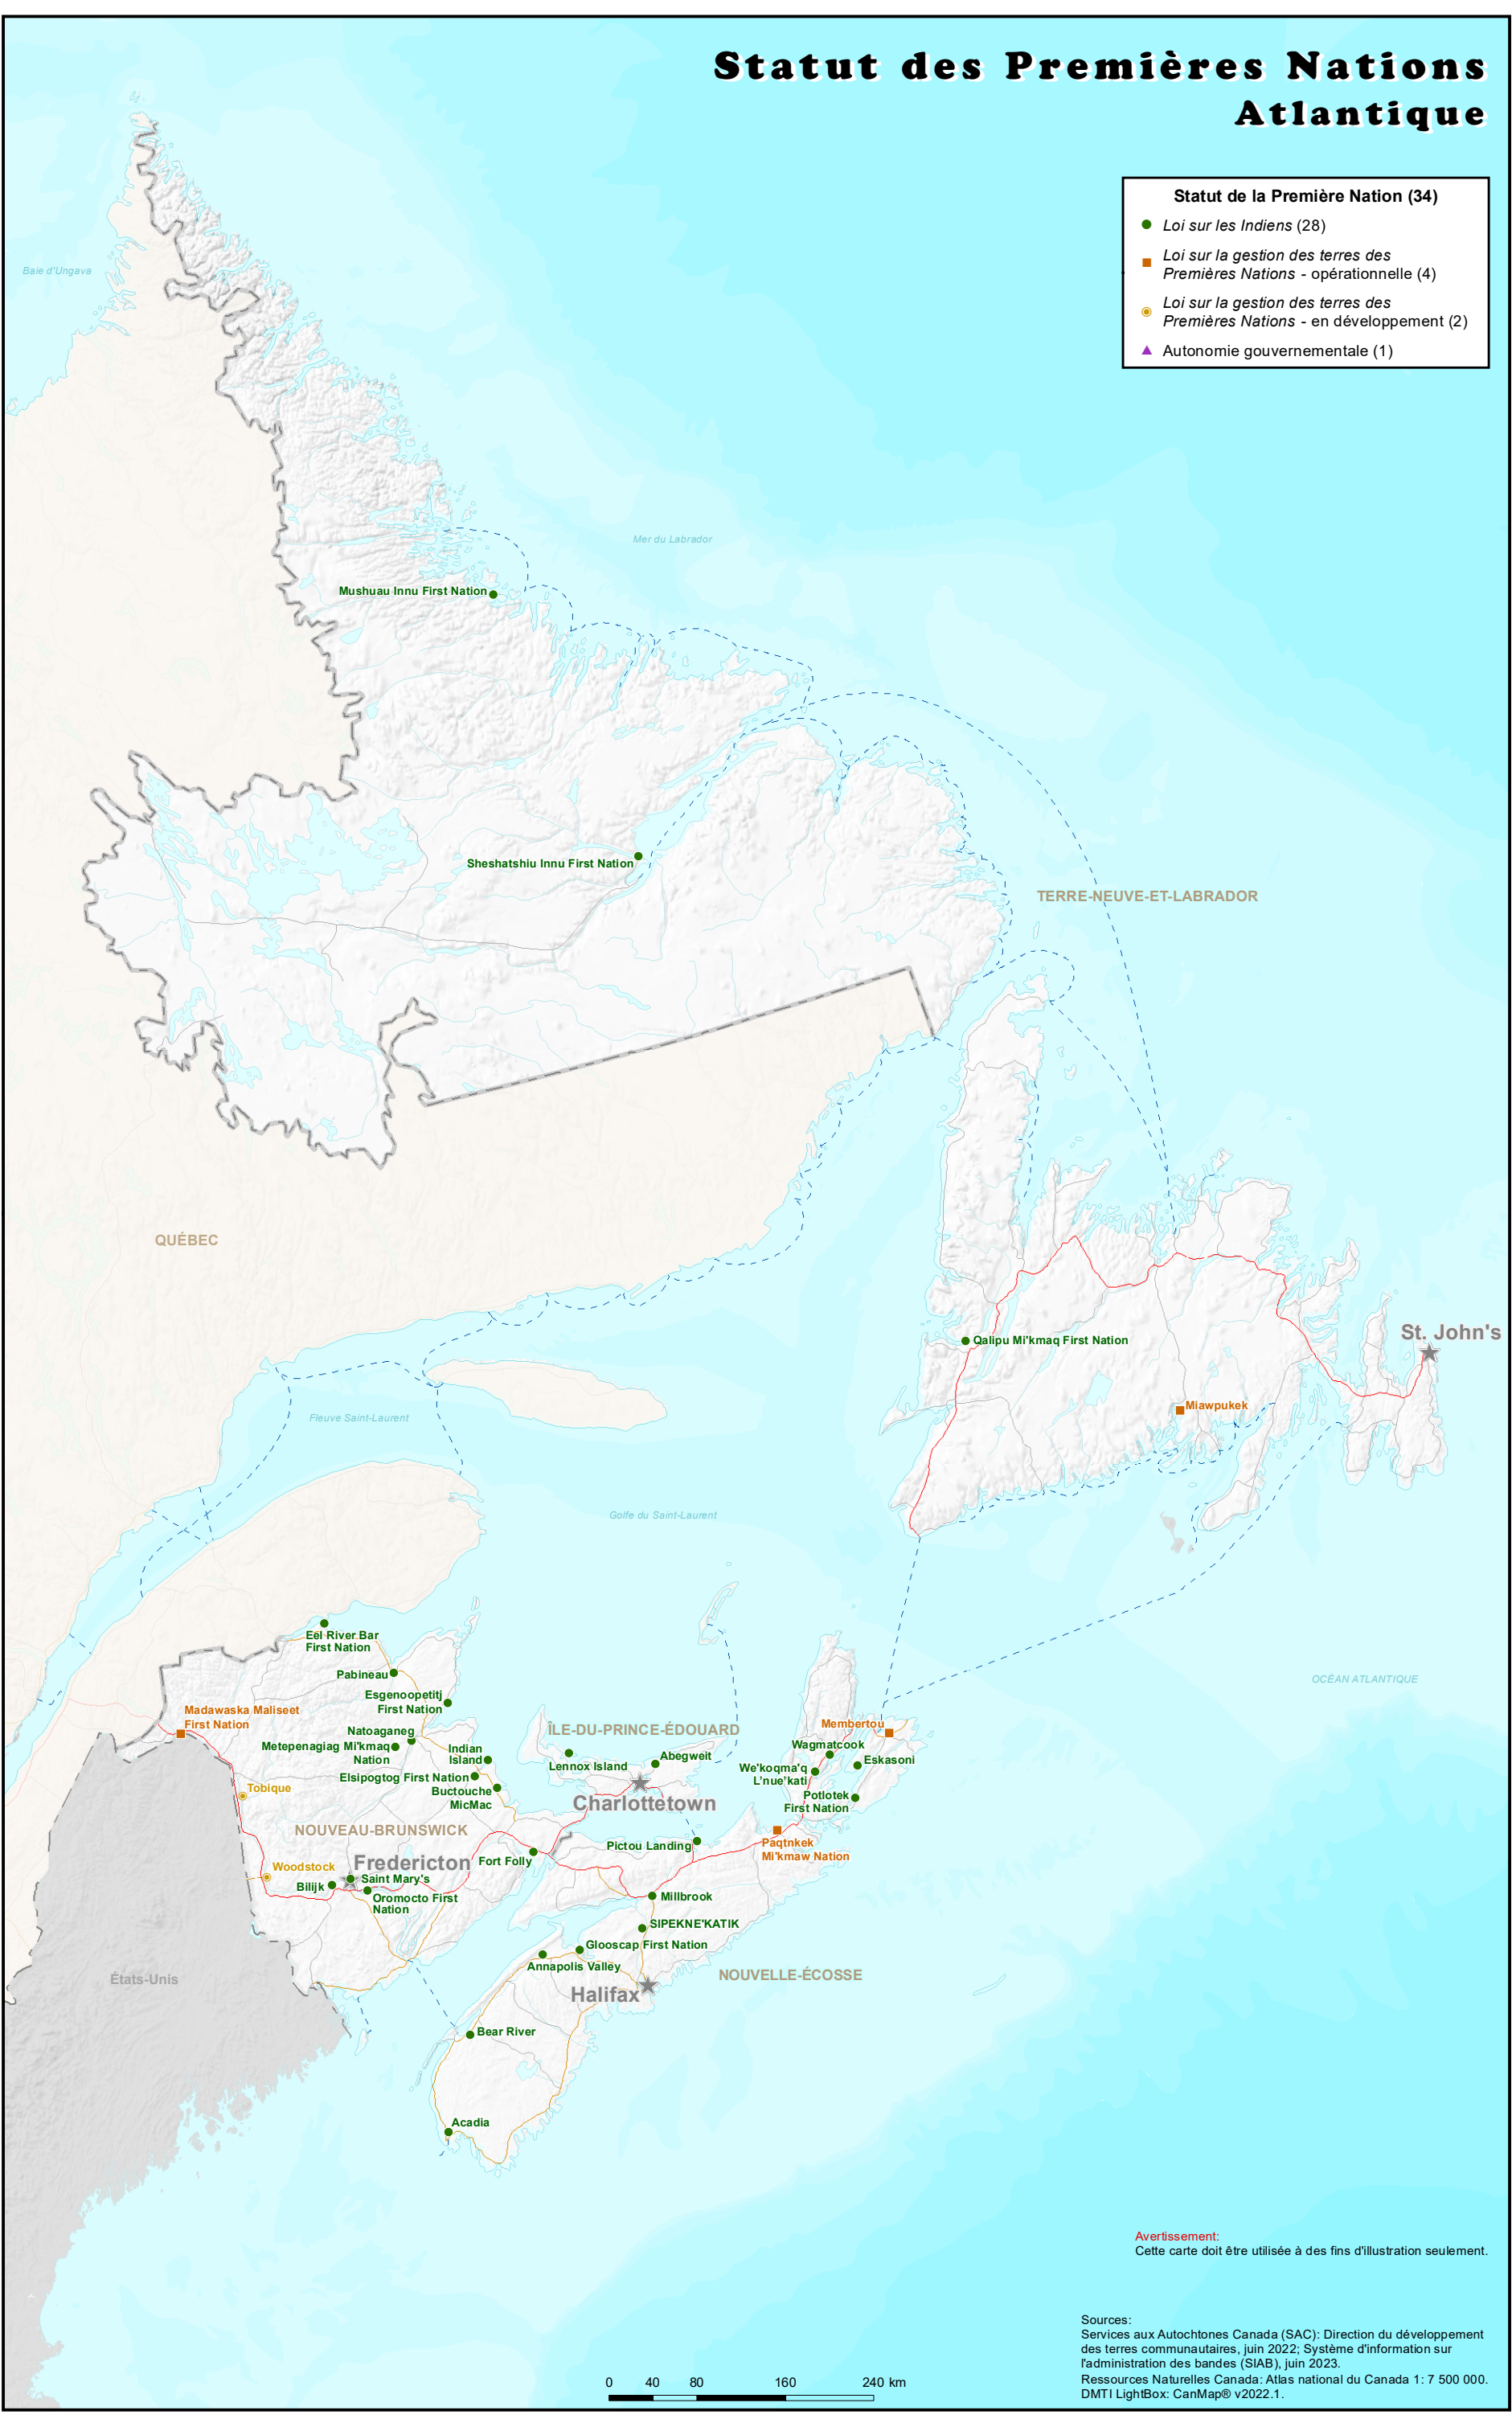 Statut des Premières Nations
Atlantique
Statut de la Première Nation (34)
Loi sur les Indiens (28)
Loi sur la gestion des terres des
Premières Nations - opérationnelle (4)
Loi sur la gestion des terres des
Premières Nations - en développement (2)
Autonomie gouvernementale (1)
Baie d'Ungava
Mer du Labrador
Mushuau Innu First Nation
Sheshatshiu Innu First Nation
TERRE-NEUVE-ET-LABRADOR
QUÉBEC
St. John's
Qalipu Mi'kmaq First Nation
Miawpukek
Fleuve Saint-Laurent
Golfe du Saint-Laurent
Eel River Bar
First Nation
Pabineau
Esgenoopetitj
First Nation
OCÉAN ATLANTIQUE
Madawaska Maliseet
First Nation
Natoaganeg
Metepenagiag Mi'kmaq
Nation
Indian
Island
Elsipogtog First Nation
Buctouche
MicMac
ÎLE-DU-PRINCE-ÉDOUARD
Lennox Island
Abegweit
Charlottetown
Membertou
Wagmatcook
Eskasoni
We'koqma'q
L'nue'kati
Potlotek
First Nation
Tobique
NOUVEAU-BRUNSWICK
Pictou Landing
Paqtnkek
Mi'kmaw Nation
Fort Folly
Woodstock
Fredericton
Saint Mary's
Bilijk
Oromocto First
Nation
Millbrook
SIPEKNE'KATIK
Glooscap First Nation
Annapolis Valley
NOUVELLE-ÉCOSSE
États-Unis
Halifax
Bear River
Acadia
Avertissement:
Cette carte doit être utilisée à des fins d'illustration seulement.
Sources:
Services aux Autochtones Canada (SAC): Direction du développement
des terres communautaires, juin 2022; Système d'information sur
l'administration des bandes (SIAB), juin 2023.
Ressources Naturelles Canada: Atlas national du Canada 1: 7 500 000.
DMTI LightBox: CanMap® v2022.1.
0 40 80 160 240 km